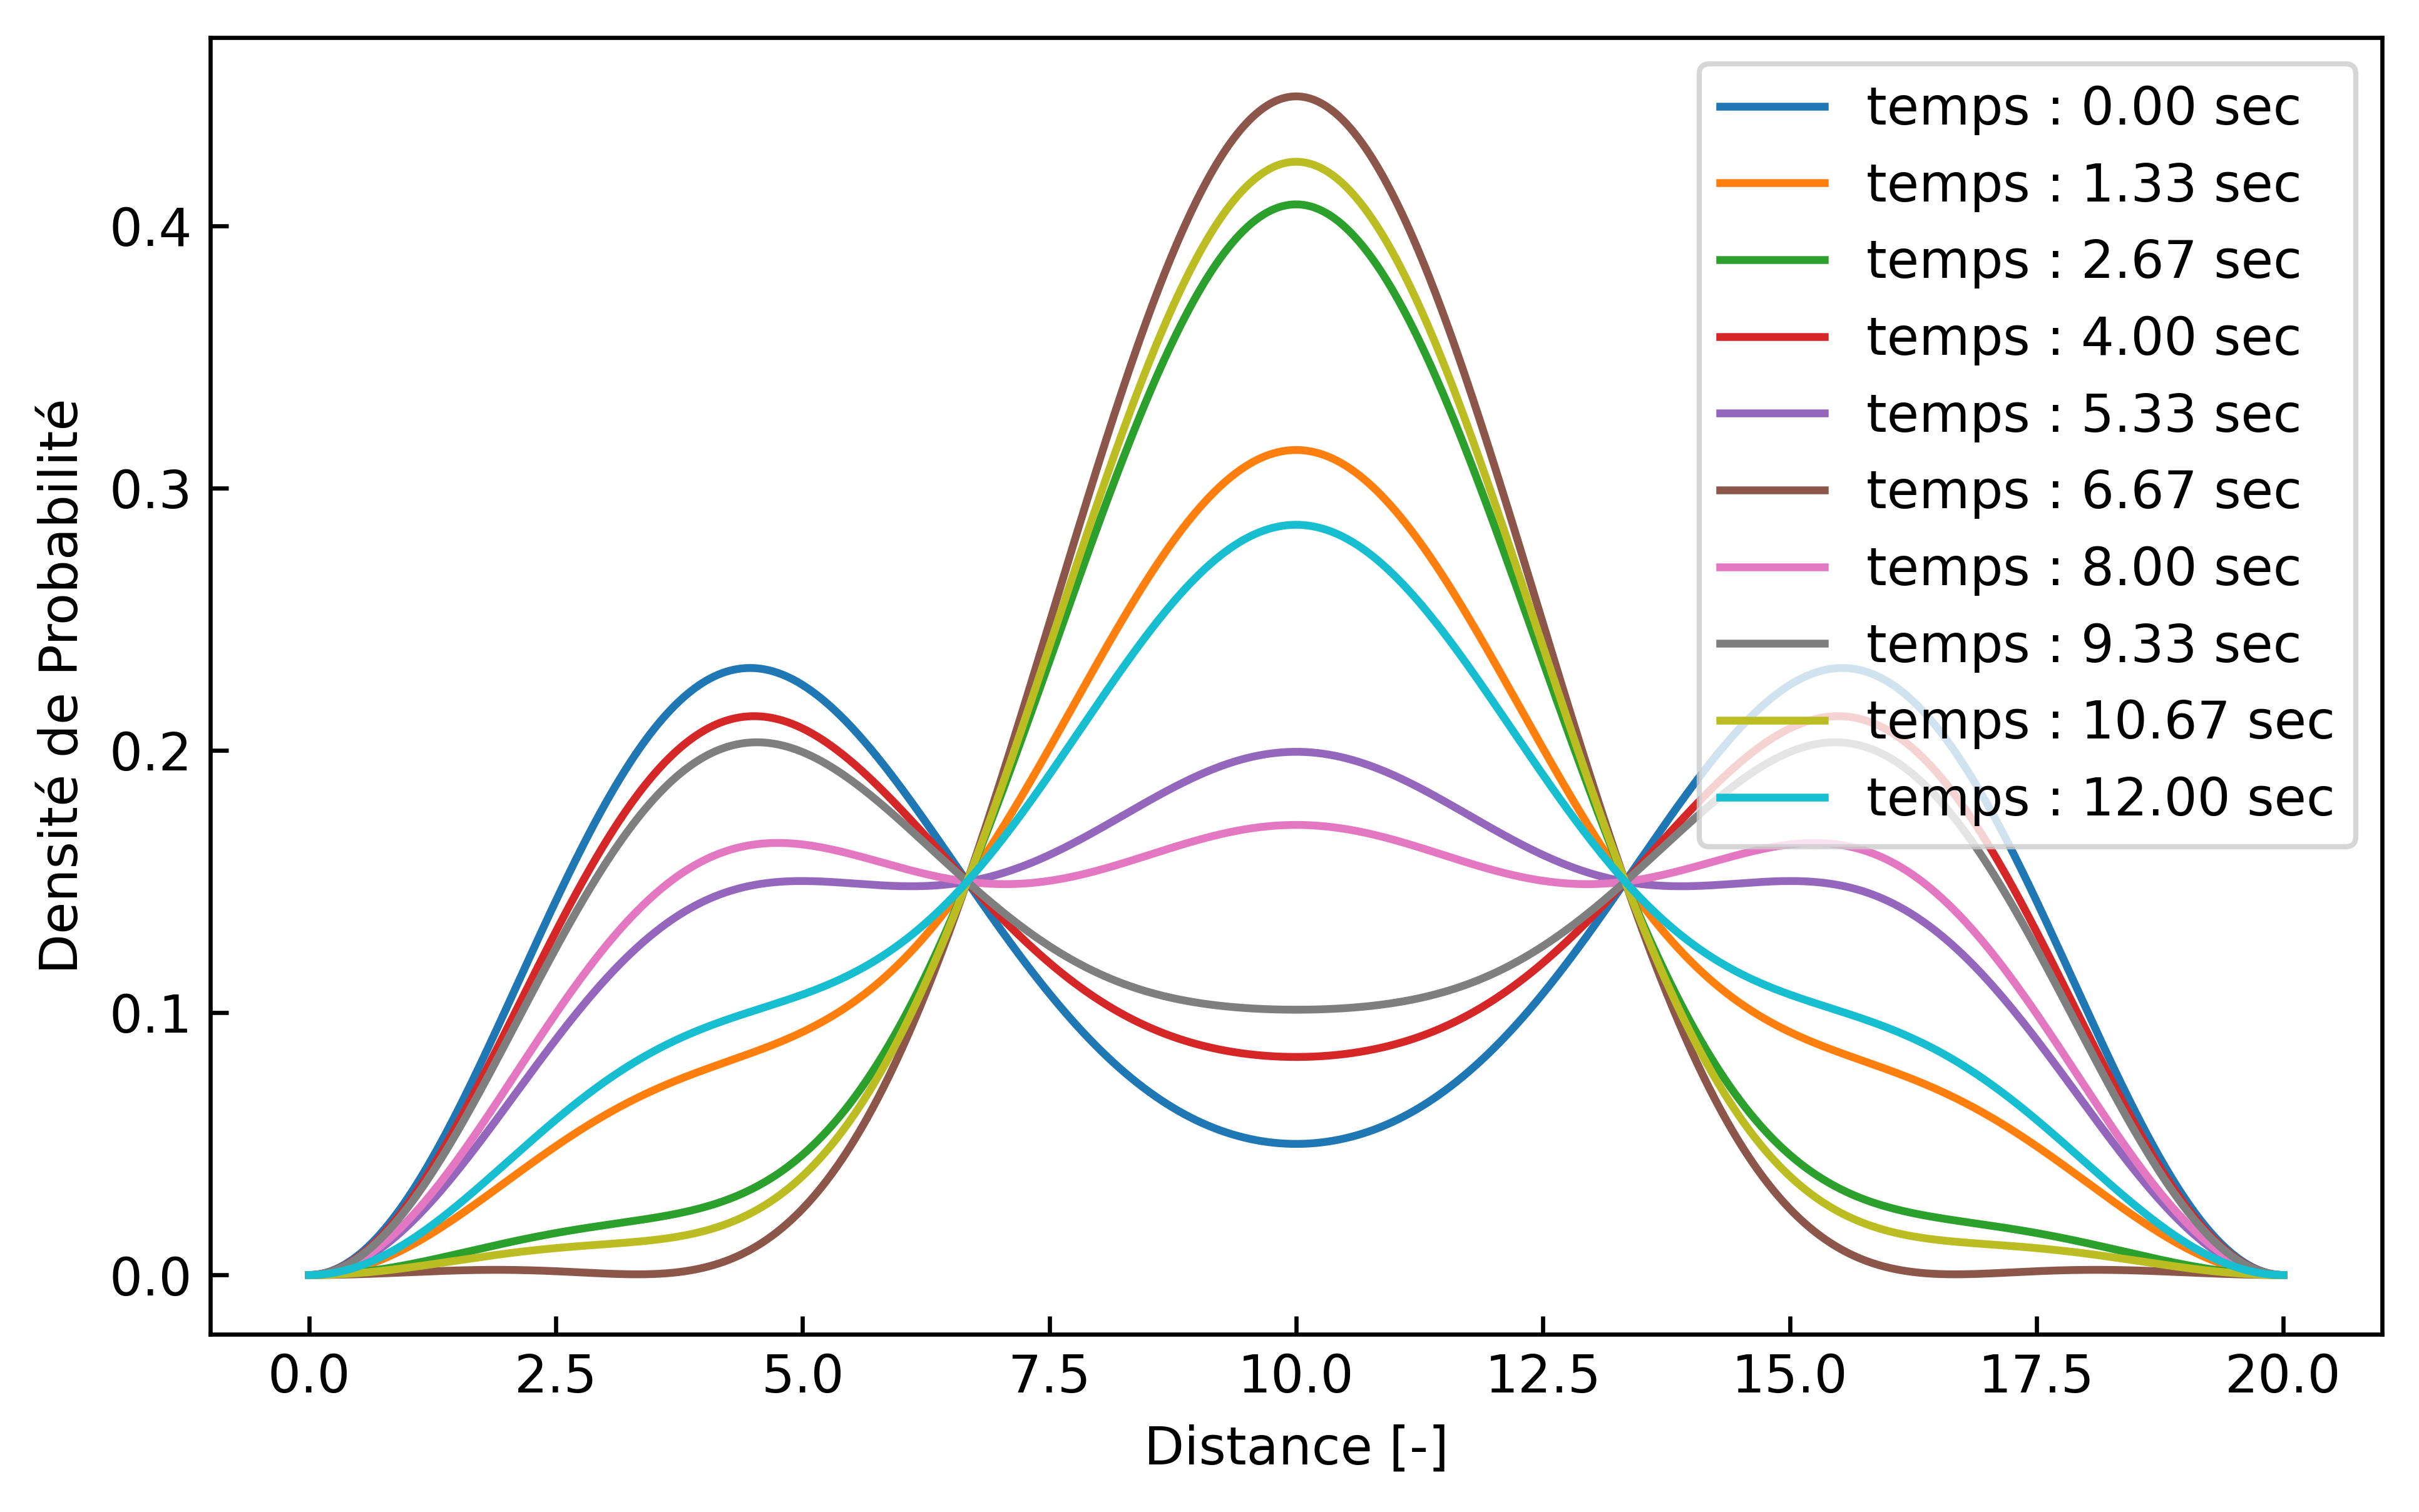 temps : 0.00 sec
temps : 1.33 sec
temps : 2.67 sec
temps : 4.00 sec
temps : 5.33 sec
temps : 6.67 sec
temps : 8.00 sec
temps : 9.33 sec
temps : 10.67 sec
temps : 12.00 sec
Densité de Probabilité
0.4
0.3
0.2
0.1
0.0
0.0 2.5 5.0 7.5 10.0 12.5 15.0 17.5 20.0
Distance [-]